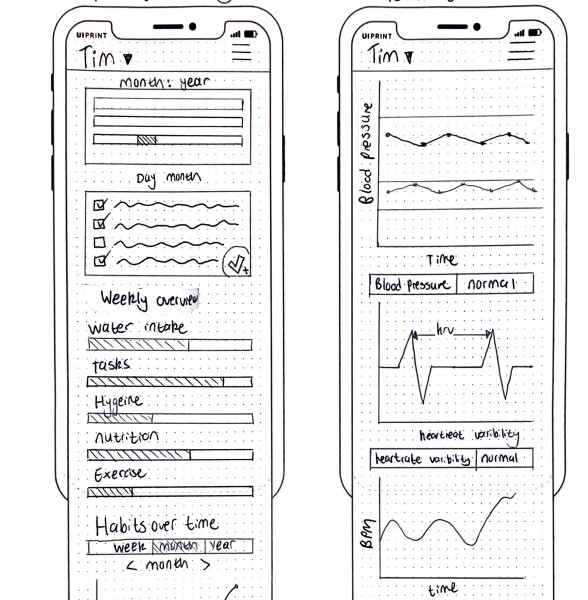 UIPRINT
Tim
month: year
Day month
Weekly overview
water intake
tasks
Hygeine
nutrition
Exercise
Habits over time
week month year
< month >
UIPRINT
Tim
Blood pressure
Time
Blood pressure normal
hrv
heartreat varibility
heartrate varibility normal
BPM
time